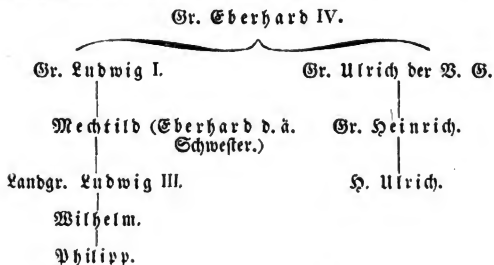 Gr. Eberhard IV.
Gr. Ludwig I. Gr. Ulrich der V. G.
Mechtild (Eberhard d. ä. Gr. Heinrich.
Schwester.)
Landgr. Ludwig III. H. Ulrich.
Wilhelm.
Philipp.